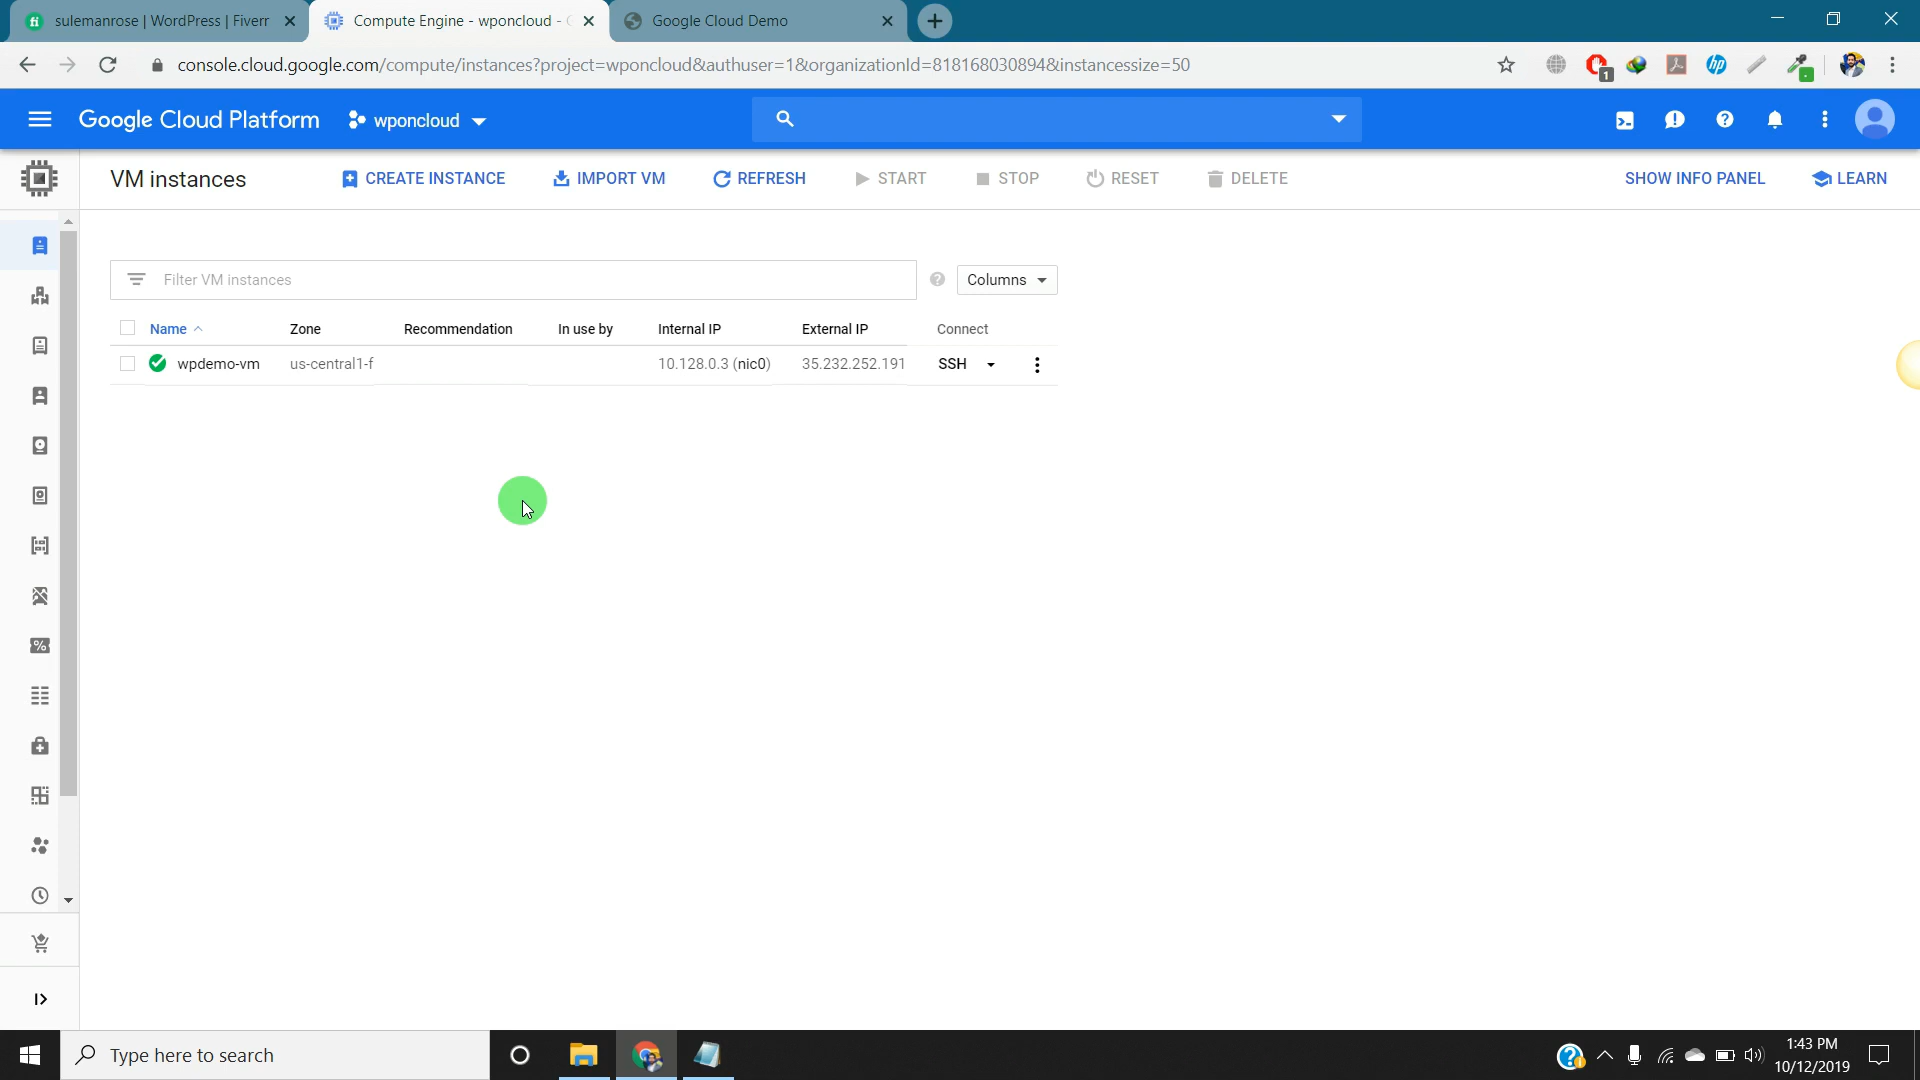 sulemanrose | WordPress | Fiverr
Compute Engine - wponcloud - G
Google Cloud Demo
console.cloud.google.com/compute/instances?project=wponcloud&authuser=1&organizationId=818168030894&instancessize=50
1
Google Cloud Platform
wponcloud
VM instances
CREATE INSTANCE
IMPORT VM
REFRESH
START
STOP
RESET
DELETE
SHOW INFO PANEL
LEARN
Filter VM instances
Columns
Name
Zone
Recommendation
In use by
Internal IP
External IP
Connect
wpdemo-vm
us-central1-f
10.128.0.3 (nic0)
35.232.252.191
SSH
Type here to search
1:43 PM
10/12/2019